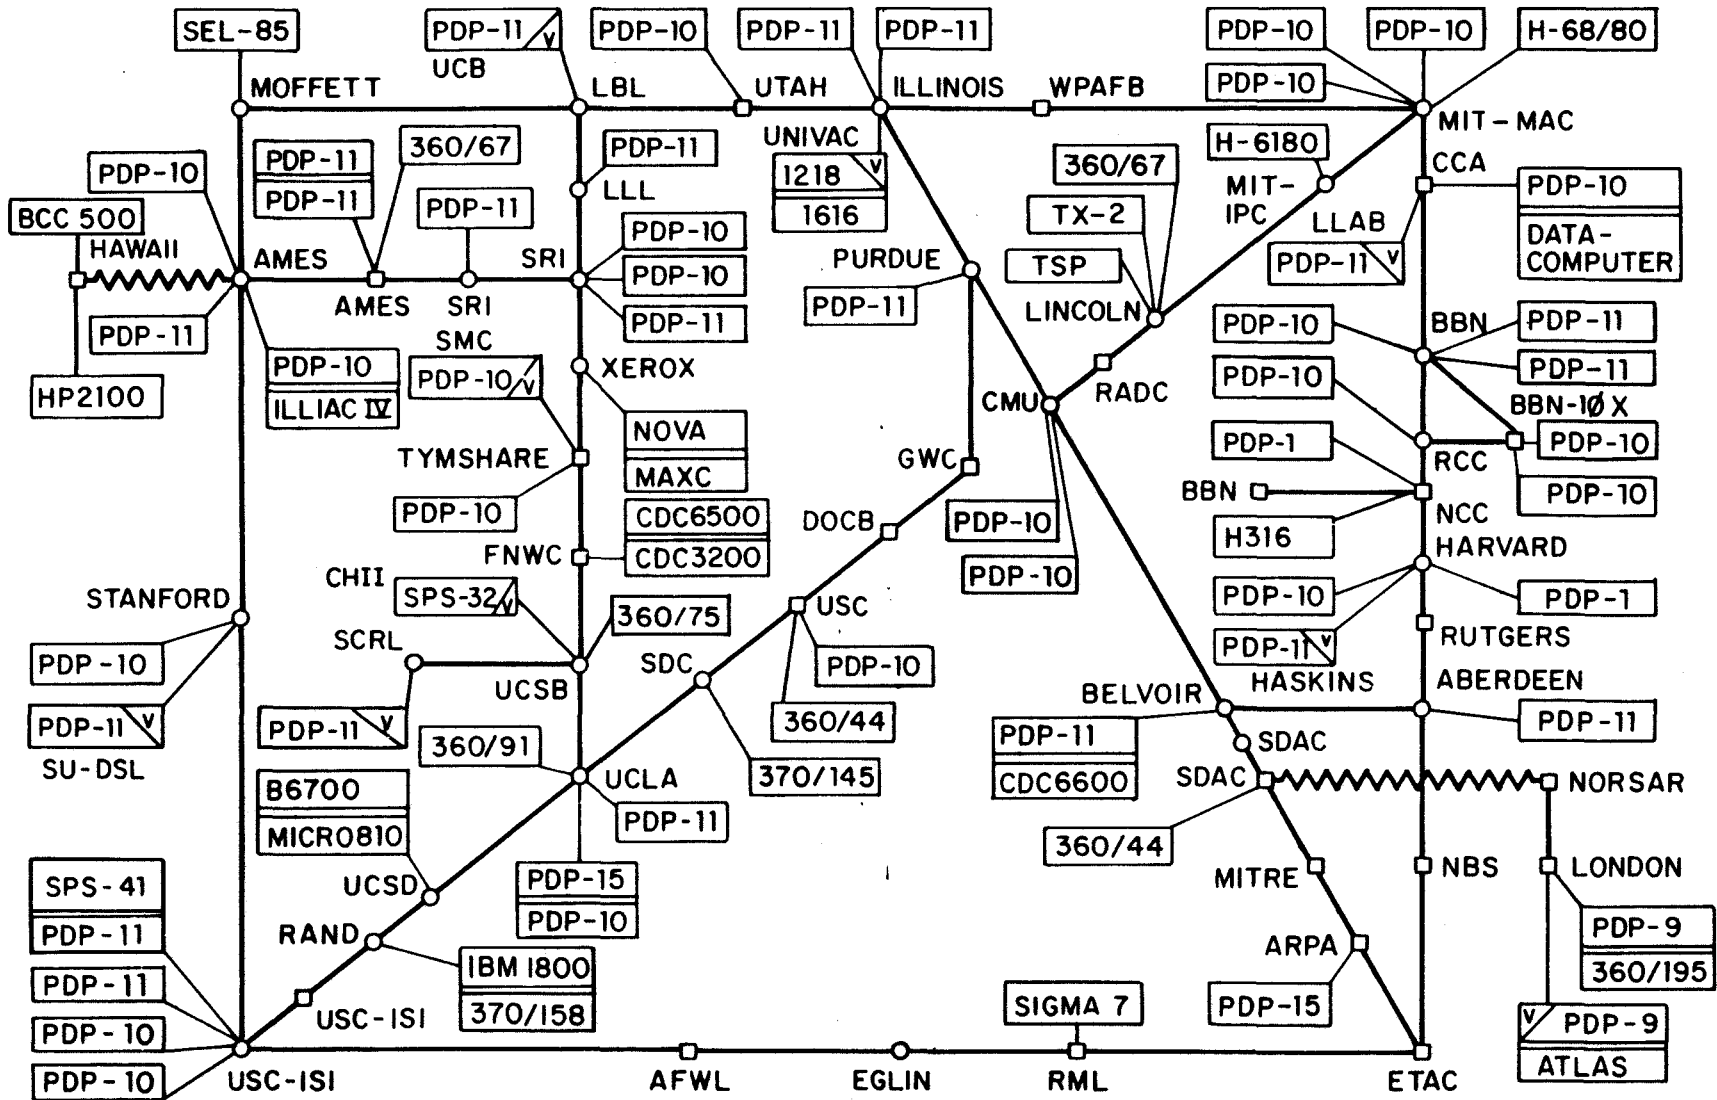 SEL-85
PDP-11 V
UCB
PDP-10
PDP-11
PDP-11
PDP-10
PDP-10
H-68/80
PDP-10
MOFFETT
LBL
UTAH
ILLINOIS
WPAFB
MIT-MAC
PDP-10
PDP-11
PDP-11
360/67
PDP-11
LLL
UNIVAC
1218 V
1616
360/67
H-6180
MIT-
IPC
CCA
PDP-10
DATA-
COMPUTER
BCC 500
HAWAII
AMES
PDP-11
AMES
SRI
SRI
PDP-10
PDP-10
PDP-11
PURDUE
PDP-11
TX-2
TSP
LINCOLN
LLAB
PDP-11 V
PDP-11
HP2100
PDP-10
ILLIAC IV
SMC
PDP-10 V
XEROX
NOVA
MAXC
CMU
RADC
PDP-10
BBN
PDP-11
PDP-11
PDP-10
BBN-1ØX
PDP-10
PDP-10
RCC
PDP-1
TYMSHARE
PDP-10
GWC
BBN
NCC
H316
CDC6500
CDC3200
FNWC
DOCB
PDP-10
PDP-10
HARVARD
PDP-10
PDP-1
PDP-11 V
HASKINS
RUTGERS
STANFORD
PDP-10
PDP-11 V
SU-DSL
CHII
SPS-32 V
360/75
SCRL
UCSB
PDP-11 V
SDC
USC
PDP-10
360/44
370/145
BELVOIR
ABERDEEN
PDP-11
PDP-11
CDC6600
SDAC
SDAC
NORSAR
360/44
360/91
UCLA
PDP-11
PDP-15
PDP-10
B6700
MICRO810
UCSD
MITRE
NBS
LONDON
PDP-9
360/195
SPS-41
PDP-11
PDP-11
PDP-10
PDP-10
RAND
IBM 1800
370/158
USC-ISI
ARPA
PDP-15
SIGMA 7
V PDP-9
ATLAS
USC-ISI
AFWL
EGLIN
RML
ETAC